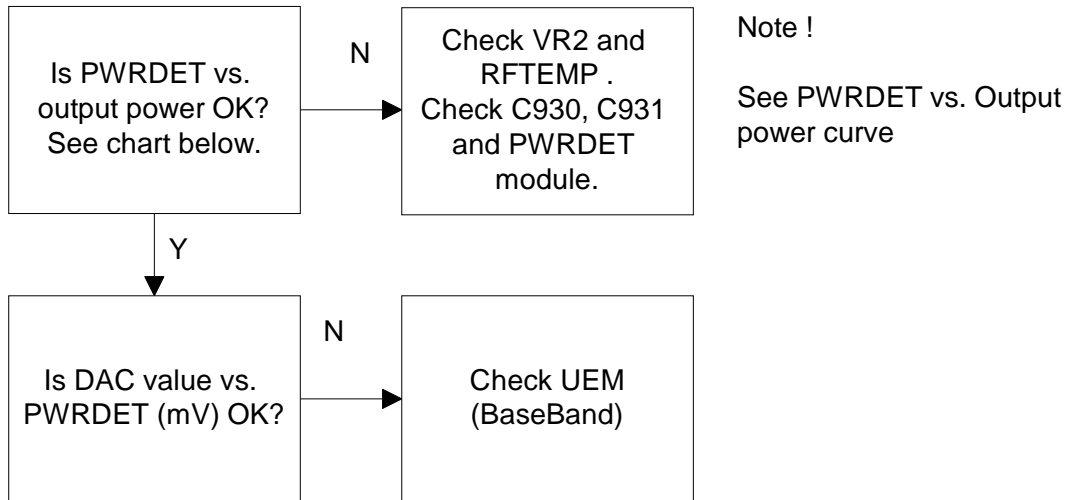 Is PWRDET vs.
output power OK?
See chart below.
N
Check VR2 and
RFTEMP .
Check C930, C931
and PWRDET
module.
Note !
See PWRDET vs. Output
power curve
Y
Is DAC value vs.
PWRDET (mV) OK?
N
Check UEM
(BaseBand)